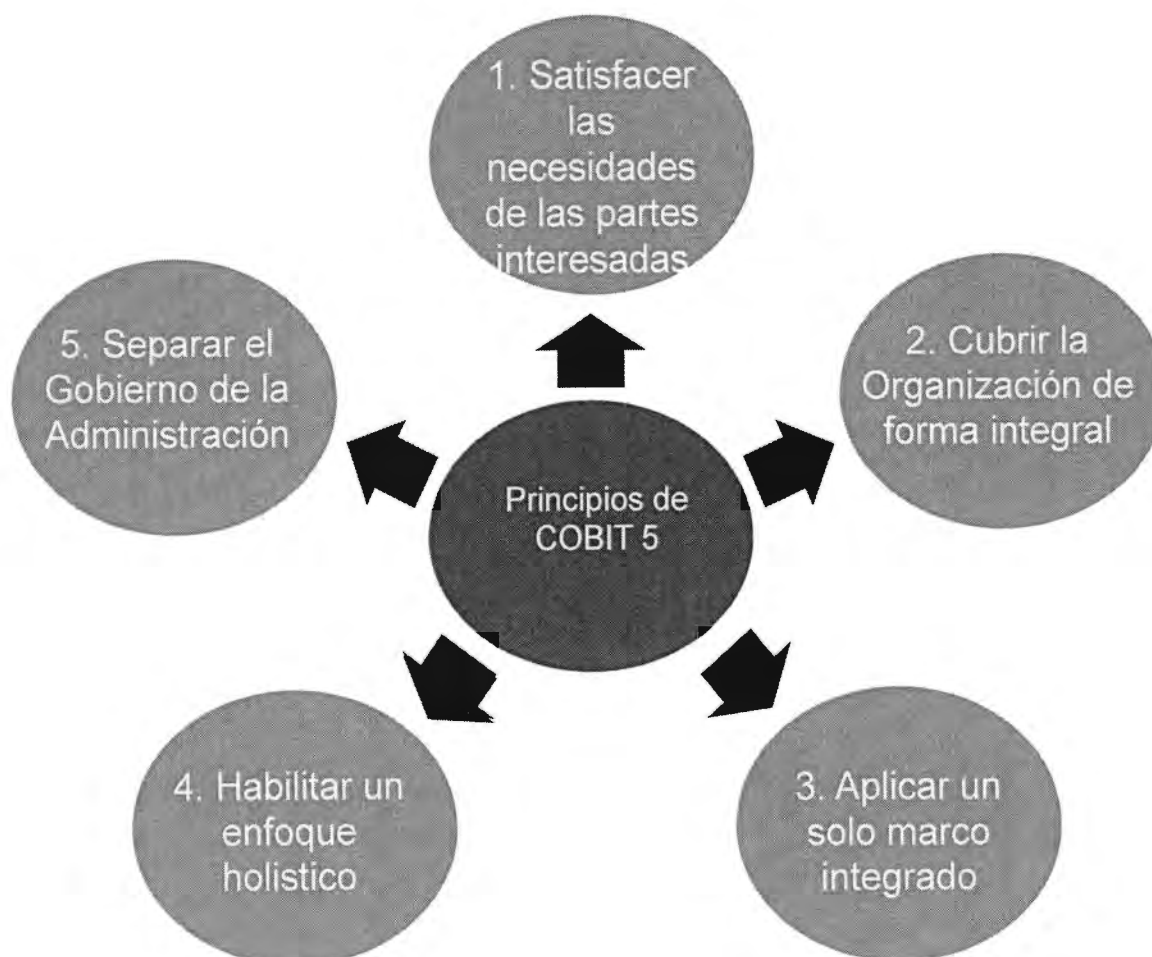 1. Satisfacer
las
necesidades
de las partes
interesadas
2. Cubrir la
Organización de
forma integral
3. Aplicar un
solo marco
integrado
4. Habilitar un
enfoque
holistico
5. Separar el
Gobierno de la
Administración
Principios de
COBIT 5